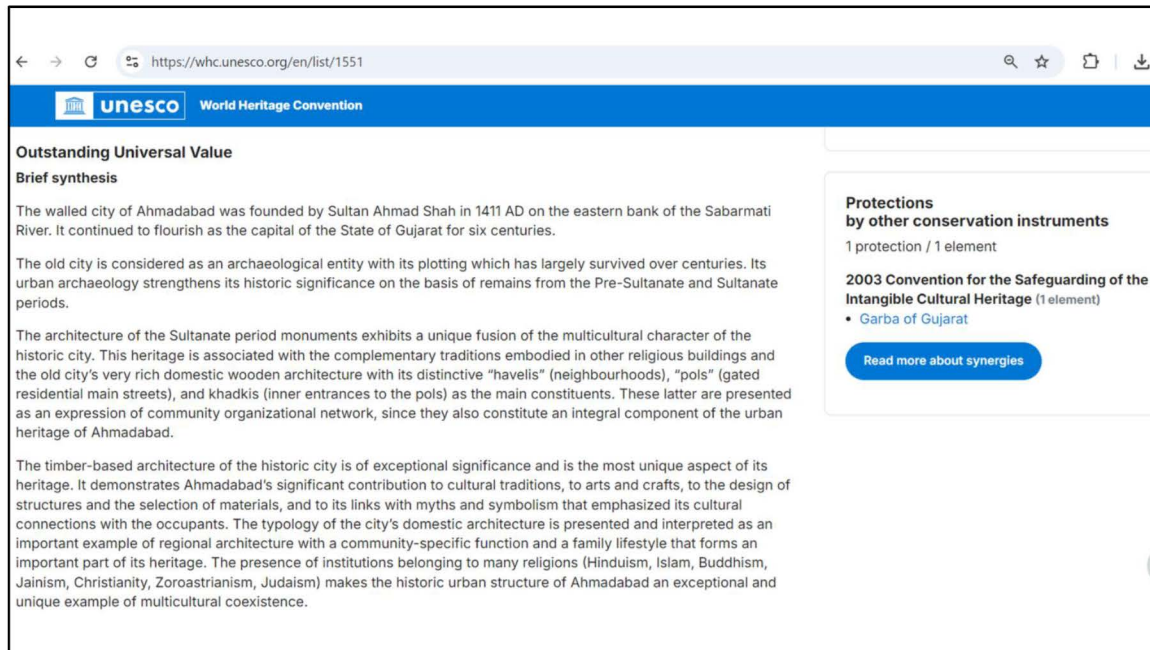 https://whc.unesco.org/en/list/1551
unesco World Heritage Convention
Outstanding Universal Value
Brief synthesis
The walled city of Ahmadabad was founded by Sultan Ahmad Shah in 1411 AD on the eastern bank of the Sabarmati
River. It continued to flourish as the capital of the State of Gujarat for six centuries.
The old city is considered as an archaeological entity with its plotting which has largely survived over centuries. Its
urban archaeology strengthens its historic significance on the basis of remains from the Pre-Sultanate and Sultanate
periods.
The architecture of the Sultanate period monuments exhibits a unique fusion of the multicultural character of the
historic city. This heritage is associated with the complementary traditions embodied in other religious buildings and
the old city’s very rich domestic wooden architecture with its distinctive “havelis” (neighbourhoods), “pols” (gated
residential main streets), and khadkis (inner entrances to the pols) as the main constituents. These latter are presented
as an expression of community organizational network, since they also constitute an integral component of the urban
heritage of Ahmadabad.
The timber-based architecture of the historic city is of exceptional significance and is the most unique aspect of its
heritage. It demonstrates Ahmadabad’s significant contribution to cultural traditions, to arts and crafts, to the design of
structures and the selection of materials, and to its links with myths and symbolism that emphasized its cultural
connections with the occupants. The typology of the city’s domestic architecture is presented and interpreted as an
important example of regional architecture with a community-specific function and a family lifestyle that forms an
important part of its heritage. The presence of institutions belonging to many religions (Hinduism, Islam, Buddhism,
Jainism, Christianity, Zoroastrianism, Judaism) makes the historic urban structure of Ahmadabad an exceptional and
unique example of multicultural coexistence.
Protections
by other conservation instruments
1 protection / 1 element
2003 Convention for the Safeguarding of the
Intangible Cultural Heritage (1 element)
• Garba of Gujarat
Read more about synergies